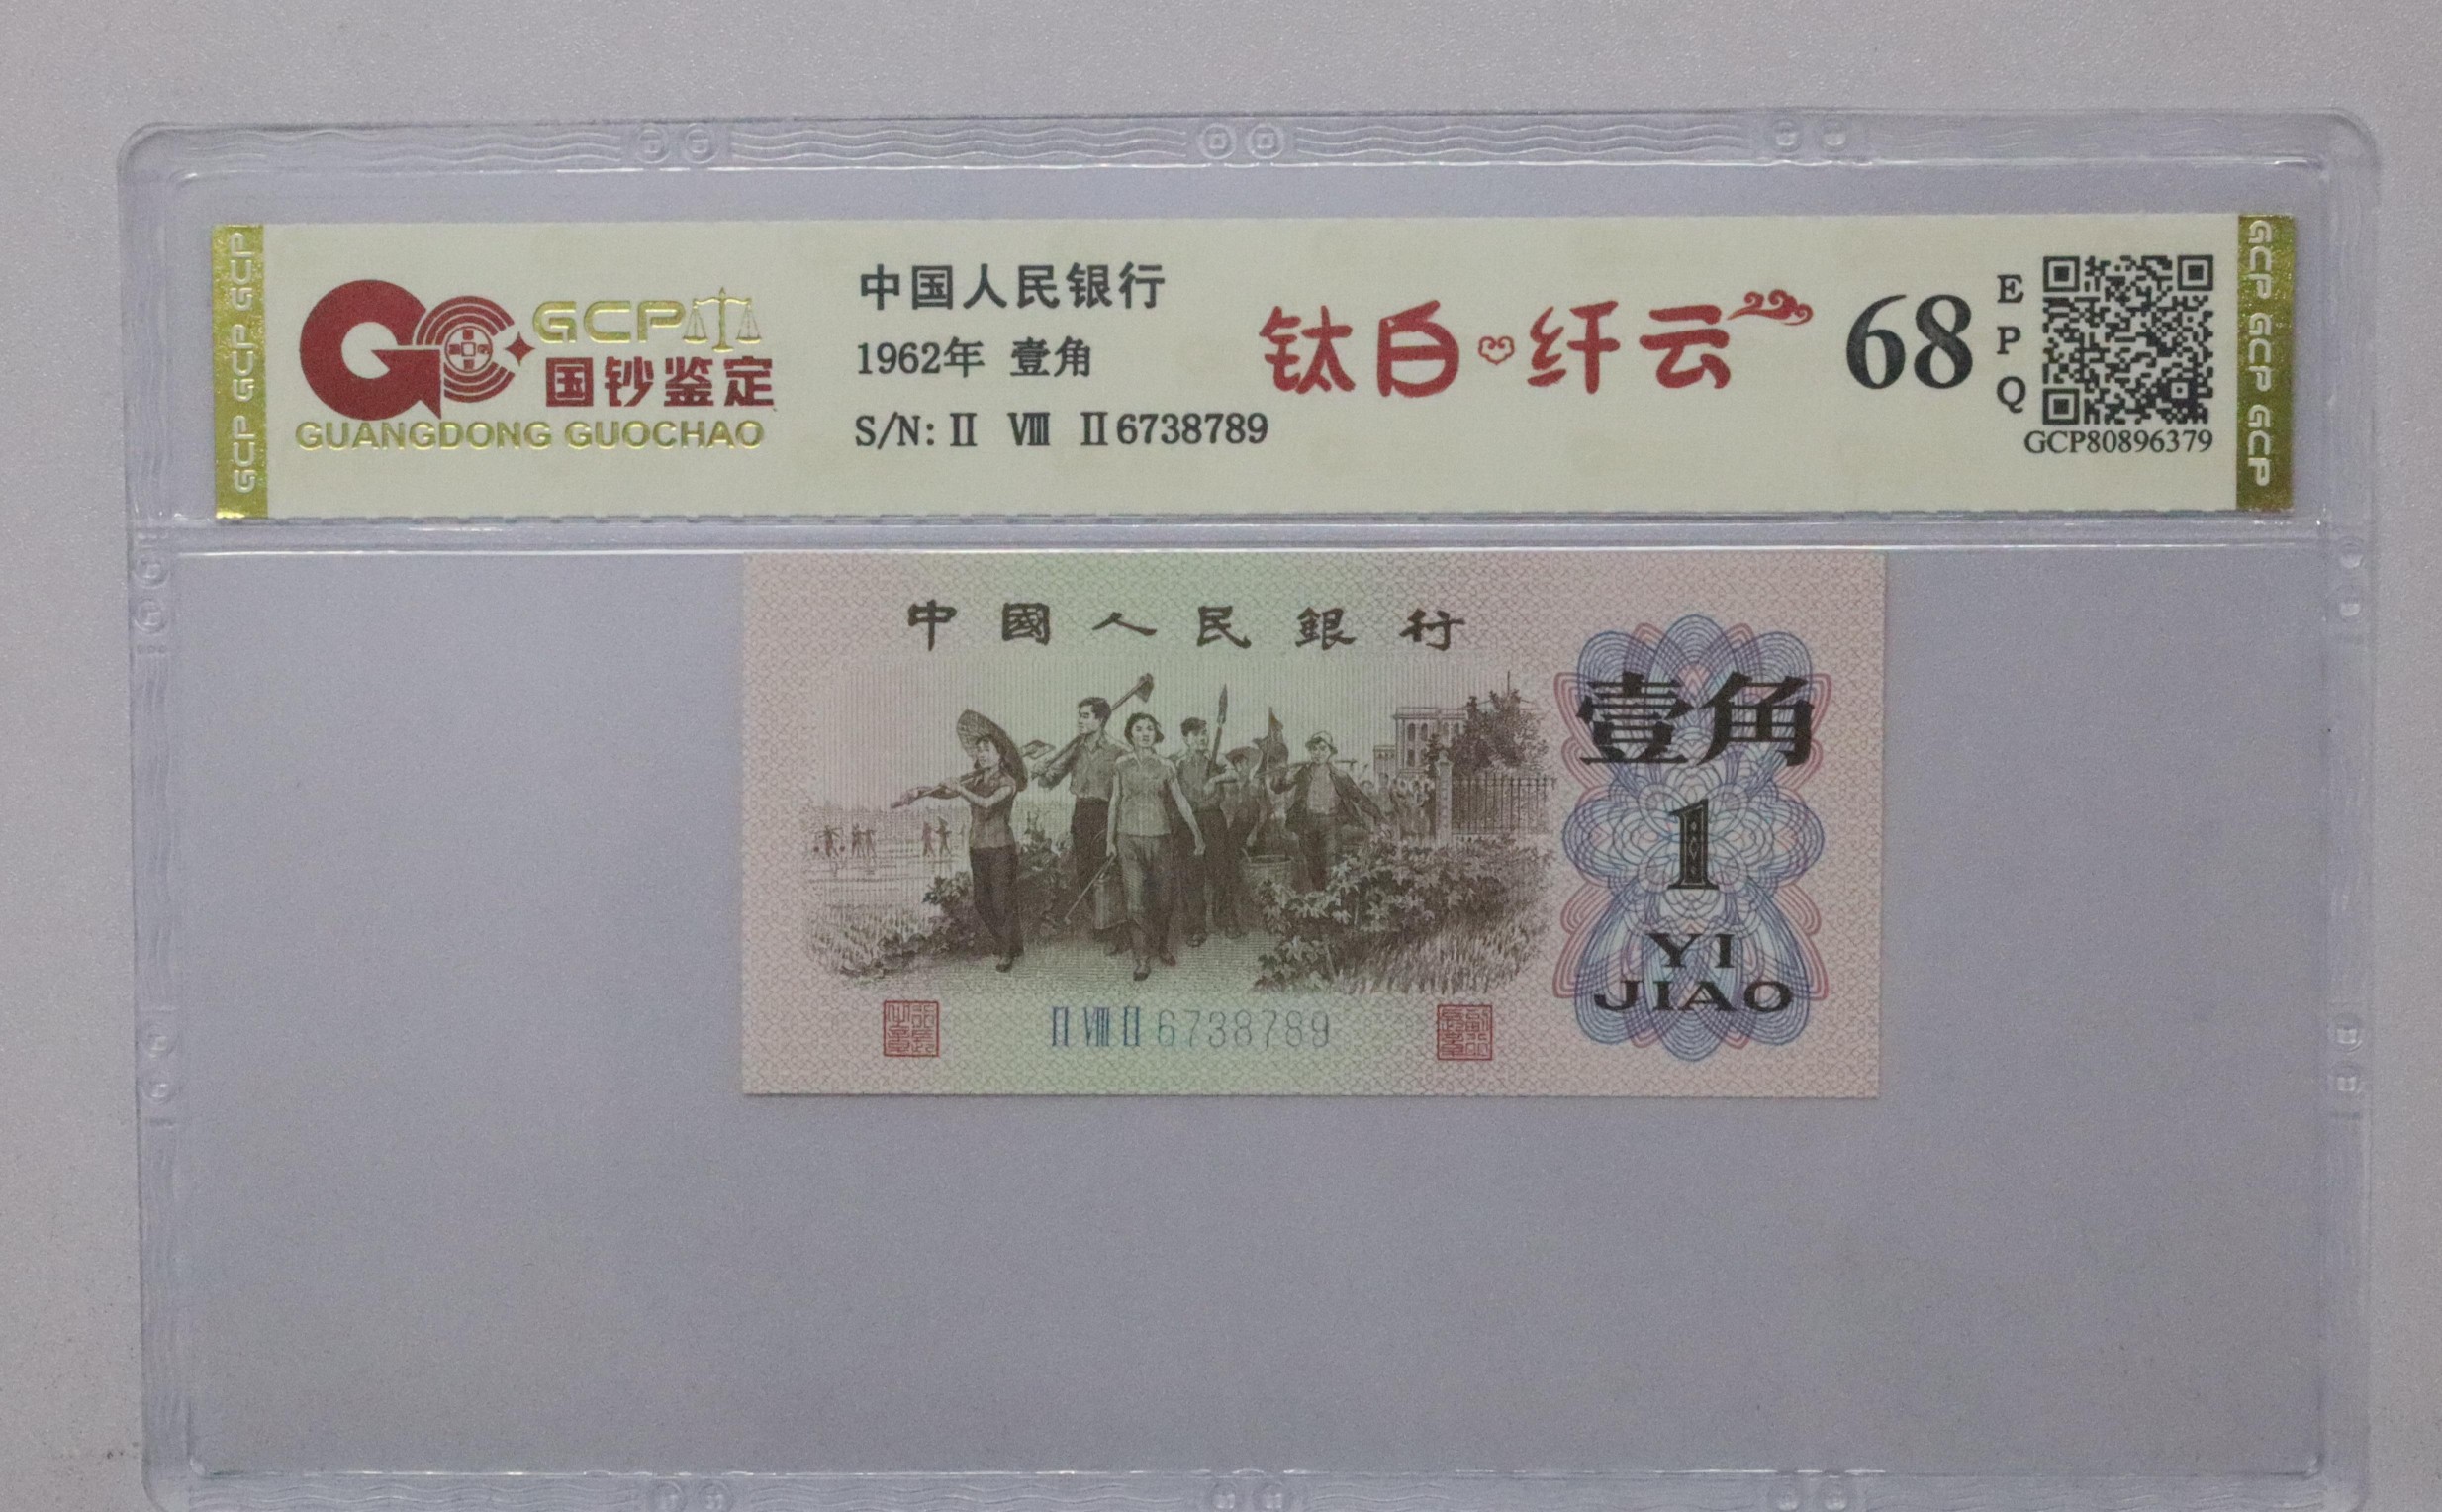 GCP GCP GCP
GCP
国钞鉴定
GUANGDONG GUOCHAO
中国人民银行
1962年 壹角
S/N: Ⅱ Ⅷ Ⅱ6738789
钛白纤云
68
EPQ
GCP80896379
GCP GCP GCP
中國人民銀行
壹角
1
YI
JIAO
Ⅱ Ⅷ Ⅱ 6738789